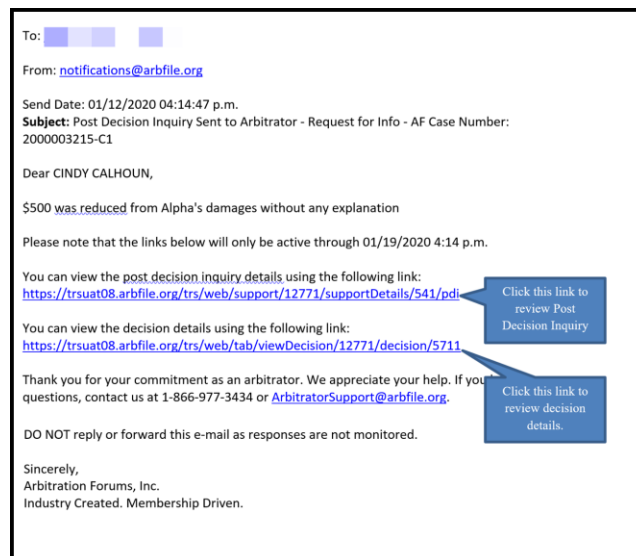 To:
From: notifications@arbfile.org
Send Date: 01/12/2020 04:14:47 p.m.
Subject: Post Decision Inquiry Sent to Arbitrator - Request for Info - AF Case Number:
2000003215-C1
Dear CINDY CALHOUN,
$500 was reduced from Alpha's damages without any explanation
Please note that the links below will only be active through 01/19/2020 4:14 p.m.
You can view the post decision inquiry details using the following link:
https://trsuat08.arbfile.org/trs/web/support/12771/supportDetails/541/pdi
Click this link to
review Post
Decision Inquiry
You can view the decision details using the following link:
https://trsuat08.arbfile.org/trs/web/tab/viewDecision/12771/decision/5711
Thank you for your commitment as an arbitrator. We appreciate your help. If
questions, contact us at 1-866-977-3434 or ArbitratorSupport@arbfile.org.
Click this link to
review decision
details.
DO NOT reply or forward this e-mail as responses are not monitored.
Sincerely,
Arbitration Forums, Inc.
Industry Created. Membership Driven.